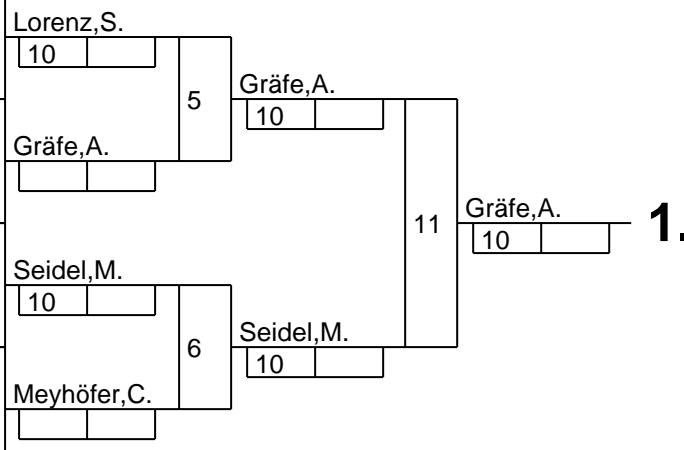 Lorenz,S.
10
5
Gräfe,A.
10
Gräfe,A.
11
Gräfe,A.
10
1.
Seidel,M.
10
6
Seidel,M.
10
Meyhöfer,C.